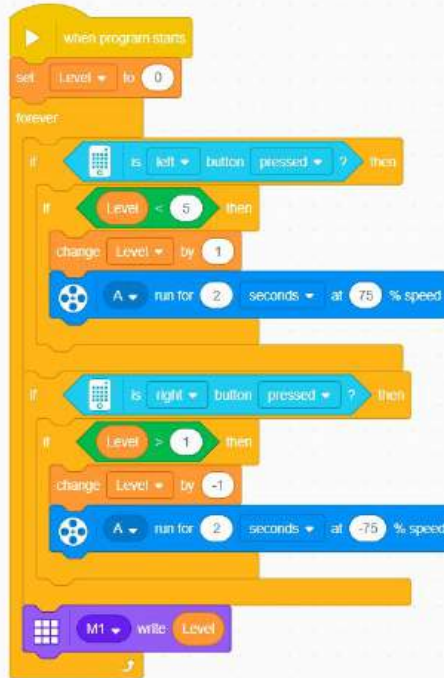 when program starts
set Level to 0
forever
if is left button pressed ? then
if Level < 5 then
change Level by 1
A run for 2 seconds at 75 % speed
if is right button pressed ? then
if Level > 1 then
change Level by -1
A run for 2 seconds at -75 % speed
M1 write Level